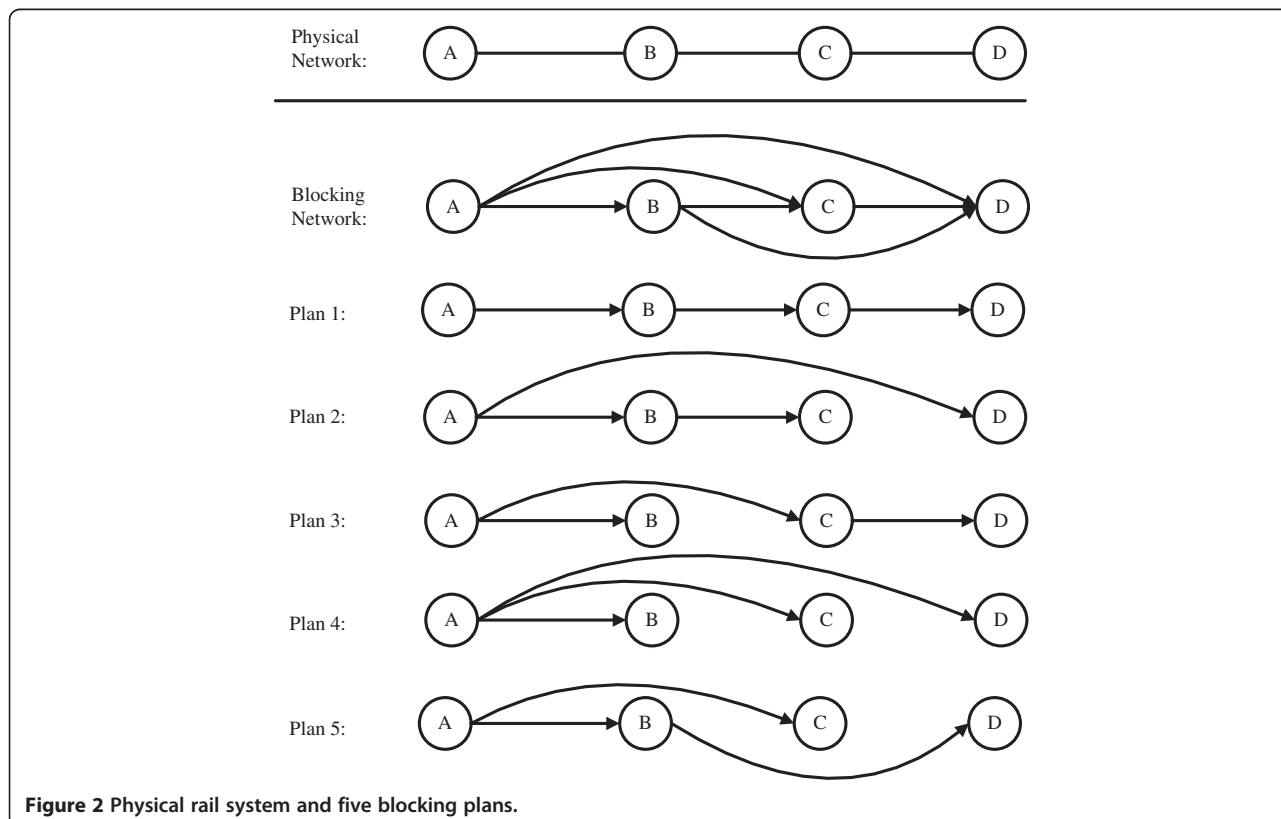 Physical
Network:
A B C D
Blocking
Network:
A B C D
Plan 1:
A B C D
Plan 2:
A B C D
Plan 3:
A B C D
Plan 4:
A B C D
Plan 5:
A B C D
Figure 2 Physical rail system and five blocking plans.